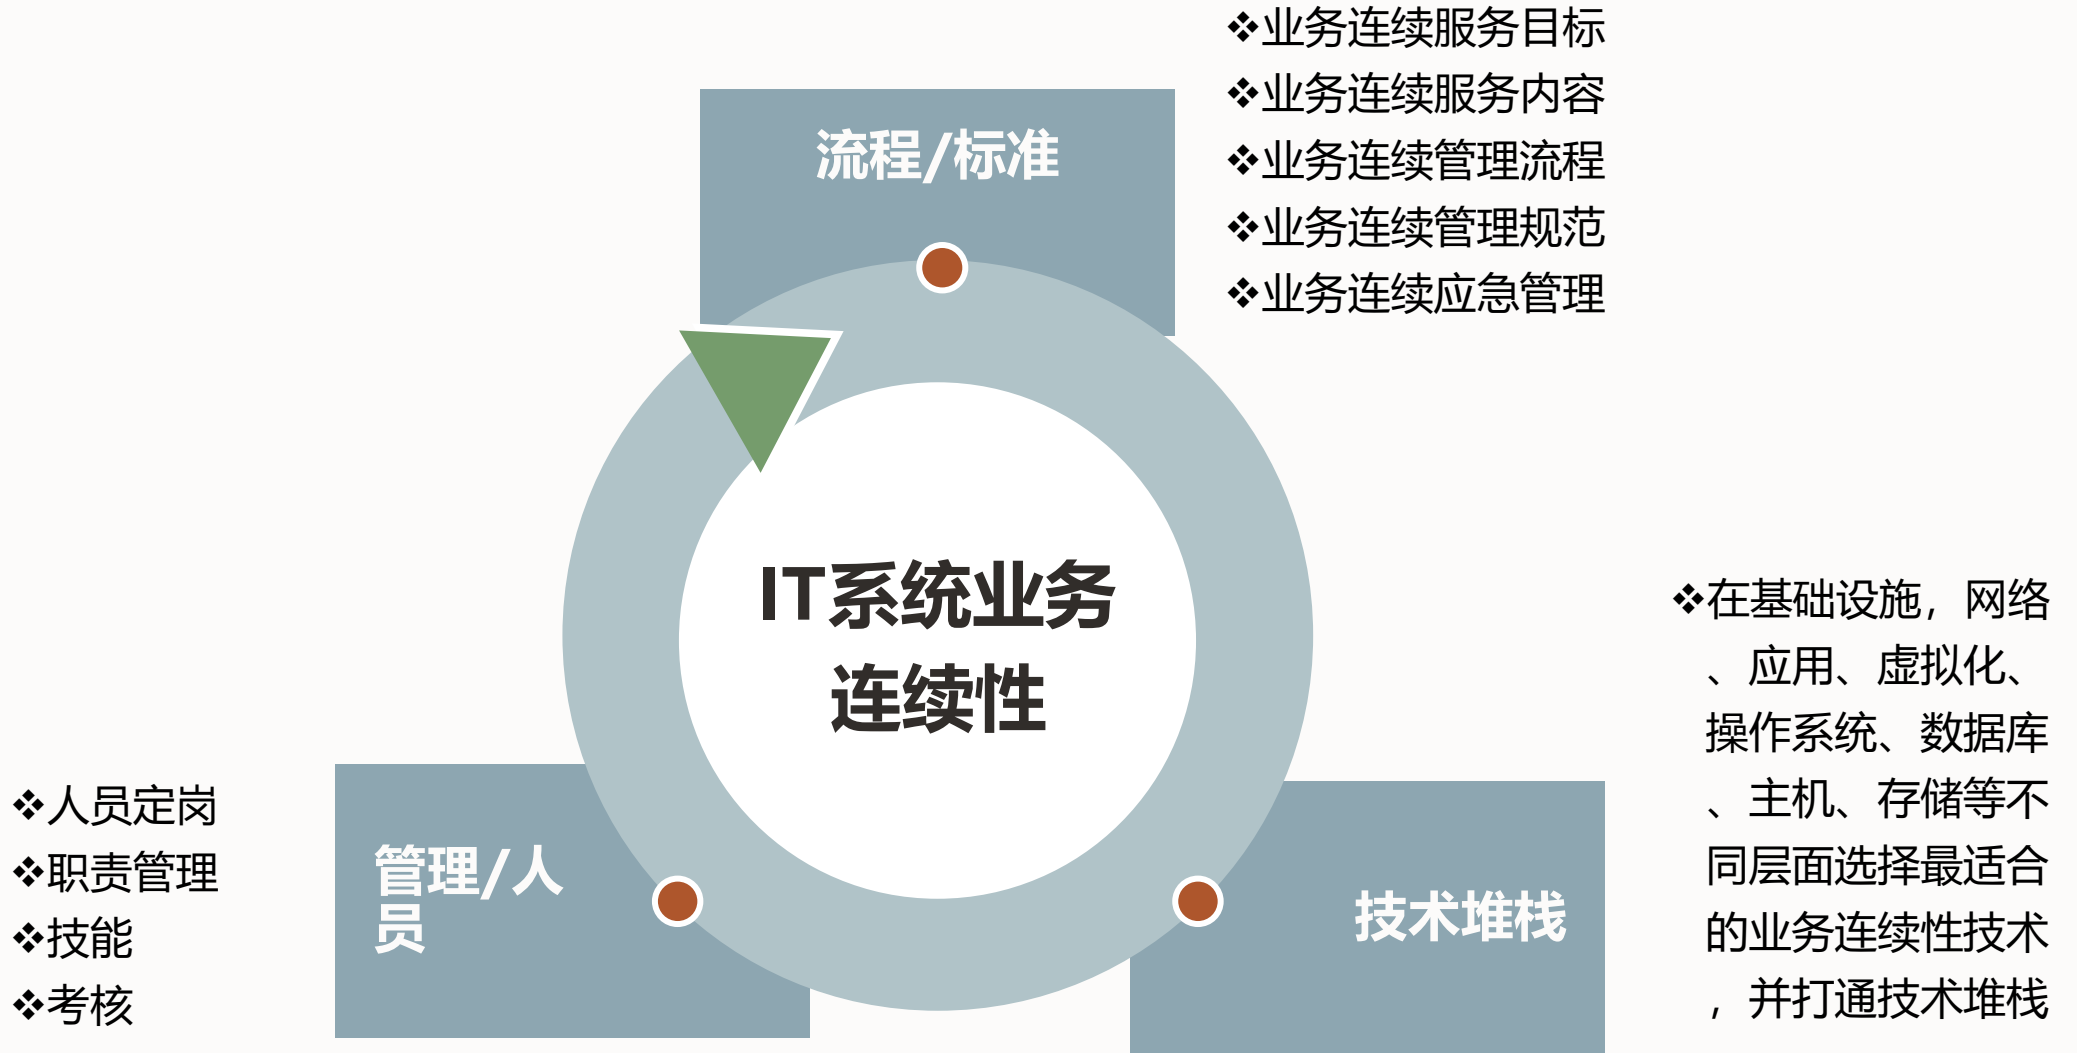 ❖业务连续服务目标
❖业务连续服务内容
❖业务连续管理流程
❖业务连续管理规范
❖业务连续应急管理
流程/标准
IT系统业务
连续性
❖在基础设施，网络
、应用、虚拟化、
操作系统、数据库
、主机、存储等不
同层面选择最适合
的业务连续性技术
，并打通技术堆栈
技术堆栈
管理/人
员
❖人员定岗
❖职责管理
❖技能
❖考核